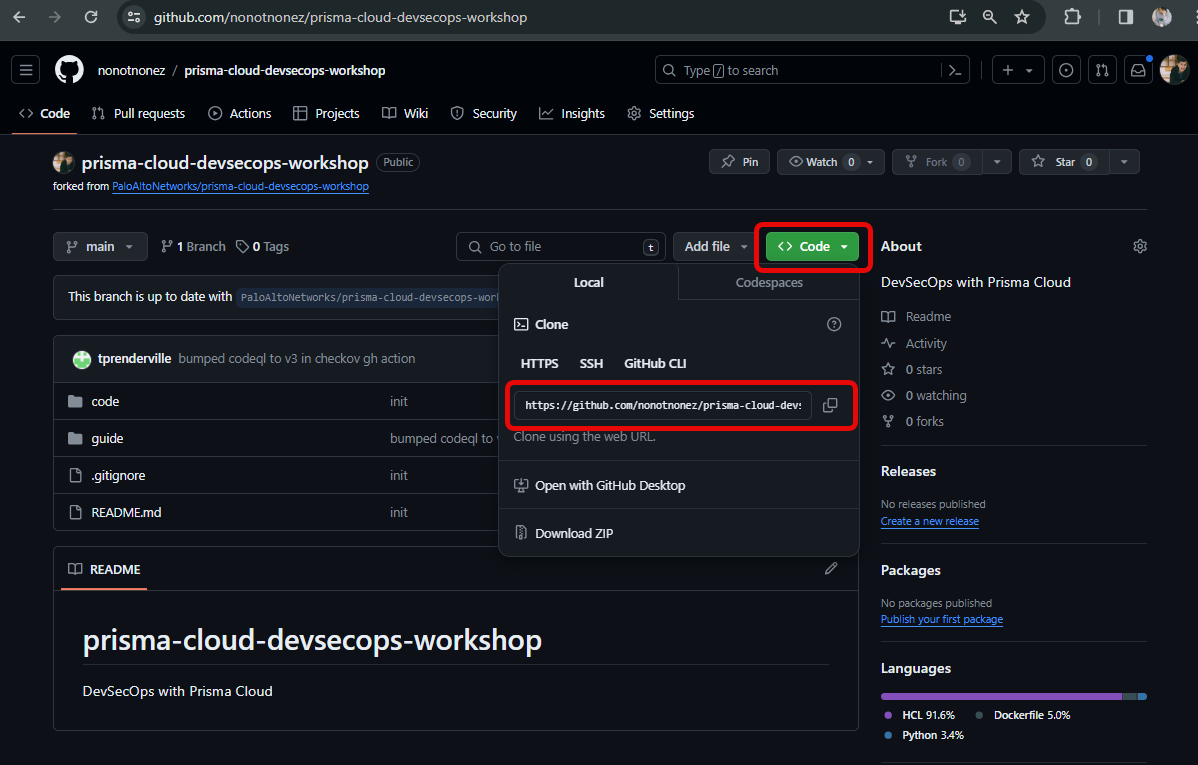 github.com/nonotnonez/prisma-cloud-devsecops-workshop
nonotnonez / prisma-cloud-devsecops-workshop
Type / to search
Code Pull requests Actions Projects Wiki Security Insights Settings
prisma-cloud-devsecops-workshop Public
Pin Watch 0 Fork 0 Star 0
forked from PaloAltoNetworks/prisma-cloud-devsecops-workshop
main 1 Branch 0 Tags
Go to file t
Add file
Code
This branch is up to date with PaloAltoNetworks/prisma-cloud-devsecops-wor
tprenderville bumped codeql to v3 in checkov gh action
code init
guide bumped codeql to
.gitignore init
README.md init
Local Codespaces
Clone
HTTPS SSH GitHub CLI
https://github.com/nonotnonez/prisma-cloud-devs
Clone using the web URL.
Open with GitHub Desktop
Download ZIP
README
prisma-cloud-devsecops-workshop
DevSecOps with Prisma Cloud
About
DevSecOps with Prisma Cloud
Readme
Activity
0 stars
0 watching
0 forks
Releases
No releases published
Create a new release
Packages
No packages published
Publish your first package
Languages
HCL 91.6% Dockerfile 5.0%
Python 3.4%